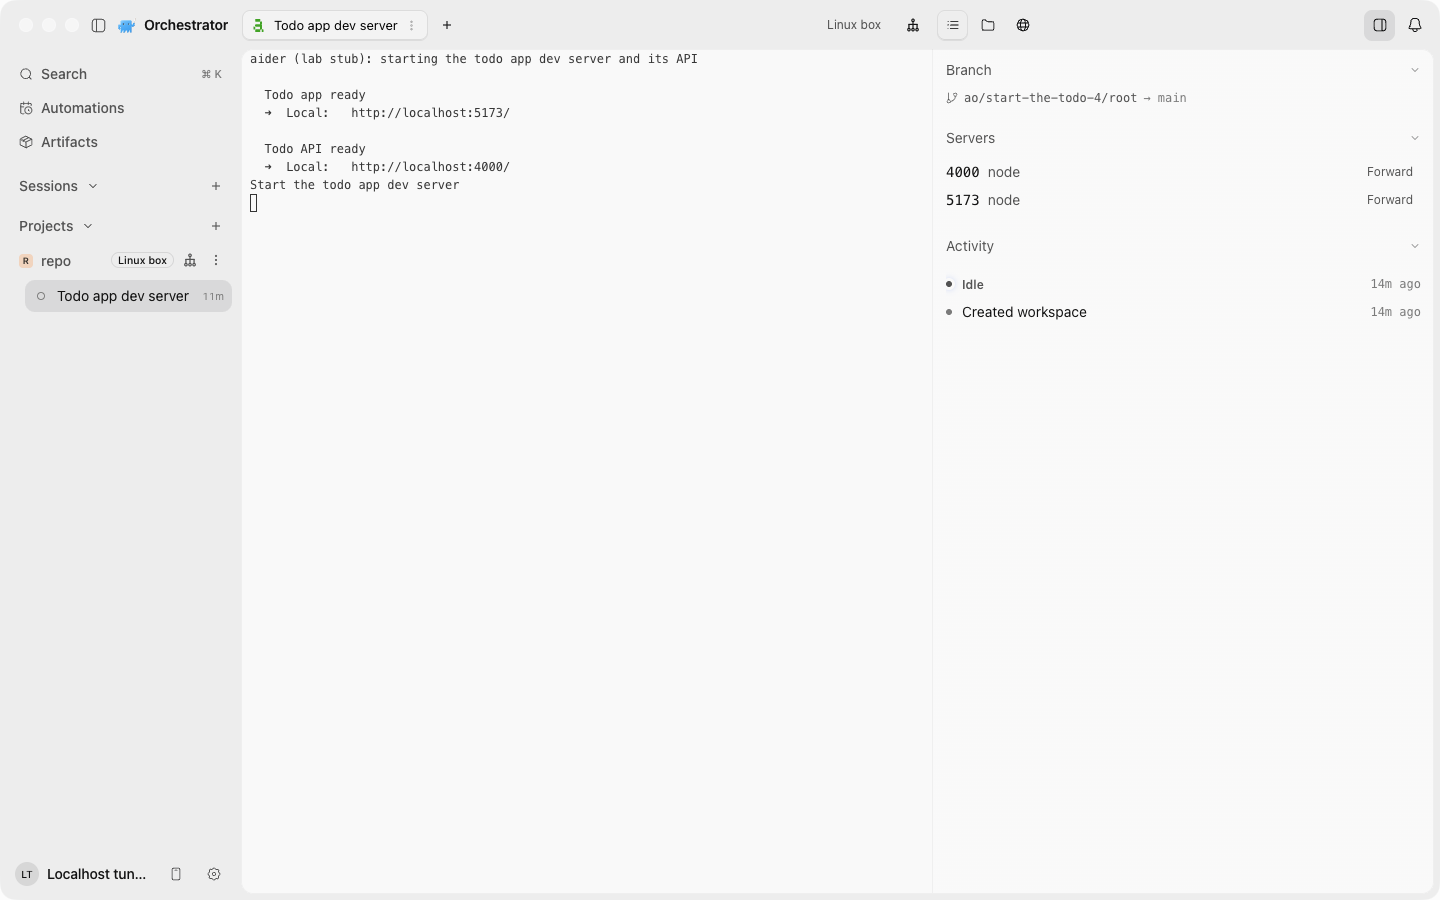 Orchestrator
Todo app dev server
Linux box
Search
⌘ K
Automations
Artifacts
Sessions
Projects
R repo Linux box
Todo app dev server 11m
LT Localhost tun...
aider (lab stub): starting the todo app dev server and its API
Todo app ready
➜ Local: http://localhost:5173/
Todo API ready
➜ Local: http://localhost:4000/
Start the todo app dev server
Branch
ao/start-the-todo-4/root → main
Servers
4000 node Forward
5173 node Forward
Activity
Idle 14m ago
Created workspace 14m ago